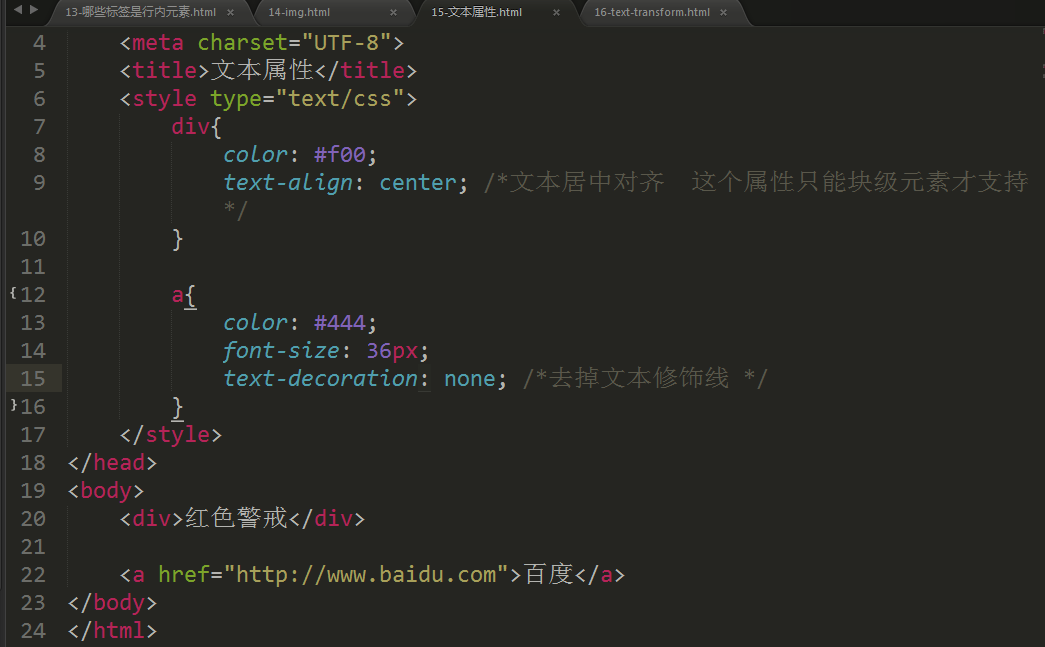 13-哪些标签是行内元素.html × 14-img.html × 15-文本属性.html × 16-text-transform.html ×
4 <meta charset="UTF-8">
5 <title>文本属性</title>
6 <style type="text/css">
7 div{
8 color: #f00;
9 text-align: center; /*文本居中对齐  这个属性只能块级元素才支持
*/
10 }
11
{12 a{
13 color: #444;
14 font-size: 36px;
15 text-decoration: none; /*去掉文本修饰线 */
}16 }
17 </style>
18 </head>
19 <body>
20 <div>红色警戒</div>
21
22 <a href="http://www.baidu.com">百度</a>
23 </body>
24 </html>